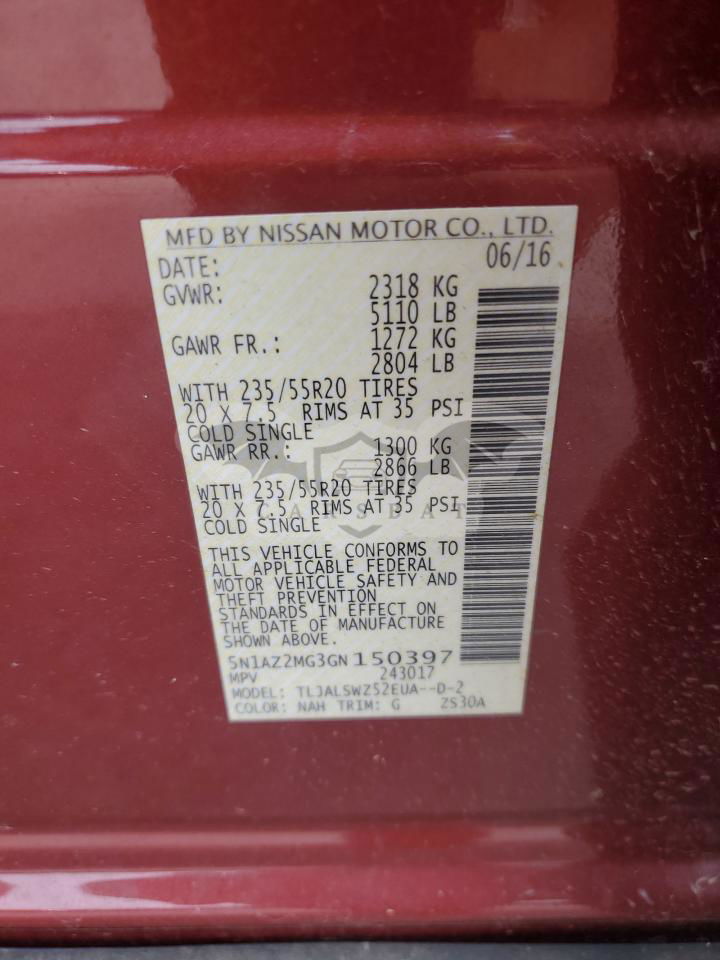 MFD BY NISSAN MOTOR CO., LTD.
DATE: 06/16
GVWR: 2318 KG
5110 LB
GAWR FR.: 1272 KG
2804 LB
WITH 235/55R20 TIRES
20 X 7.5 RIMS AT 35 PSI
COLD SINGLE
GAWR RR.: 1300 KG
2866 LB
WITH 235/55R20 TIRES
20 X 7.5 RIMS AT 35 PSI
COLD SINGLE
CARSBAT
THIS VEHICLE CONFORMS TO
ALL APPLICABLE FEDERAL
MOTOR VEHICLE SAFETY AND
THEFT PREVENTION
STANDARDS IN EFFECT ON
THE DATE OF MANUFACTURE
SHOWN ABOVE.
5N1AZ2MG3GN150397
MPV 243017
MODEL: TLJALSWZ52EUA--D-2
COLOR: NAH TRIM: G ZS30A